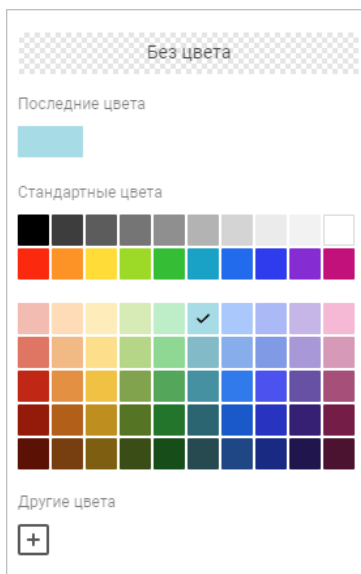 Без цвета
Последние цвета
Стандартные цвета
Другие цвета